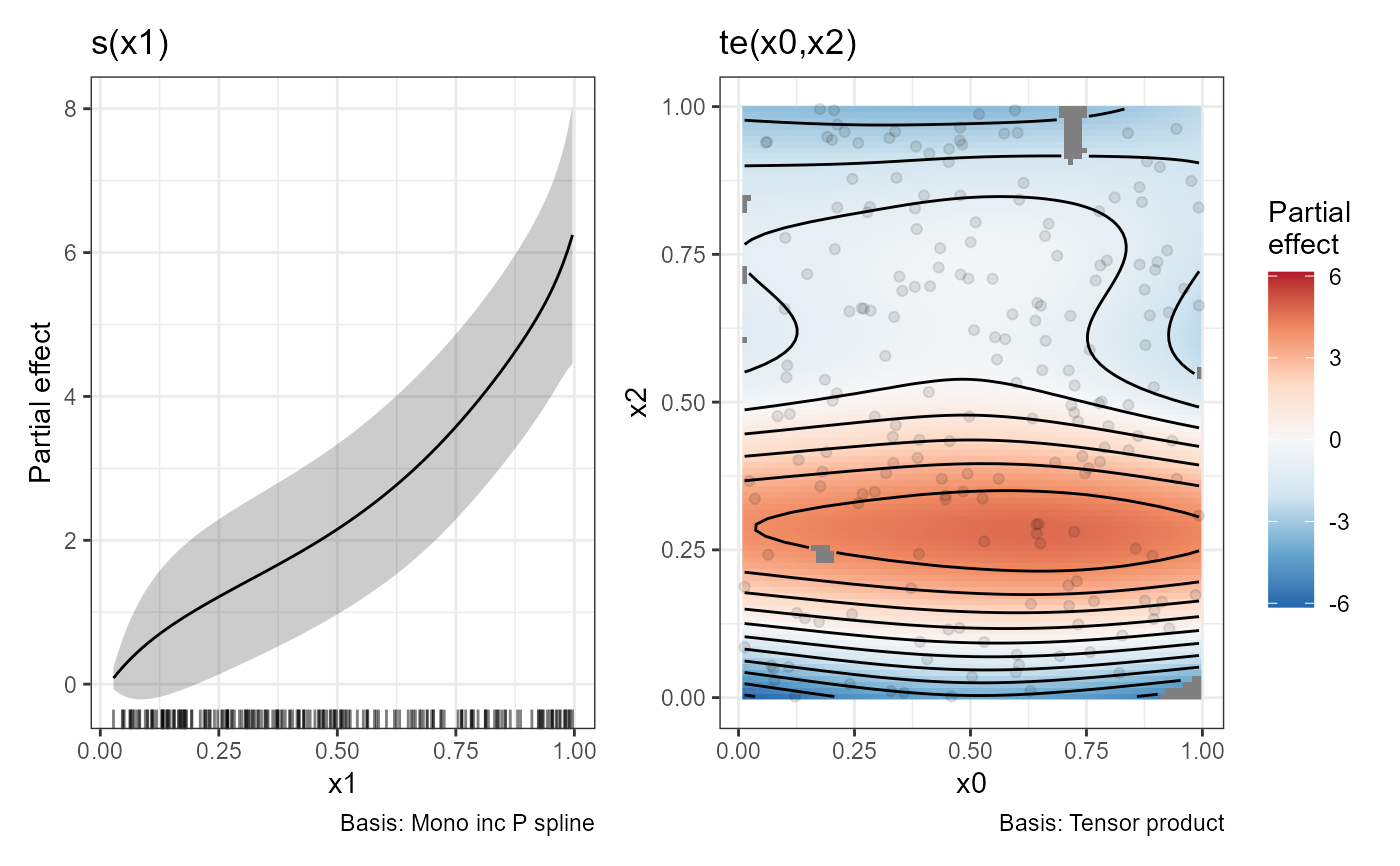 s(x1)
Partial effect
8
6
4
2
0
0.00 0.25 0.50 0.75 1.00
x1
Basis: Mono inc P spline
te(x0,x2)
x2
1.00
0.75
0.50
0.25
0.00
0.00 0.25 0.50 0.75 1.00
x0
Basis: Tensor product
Partial
effect
6
3
0
-3
-6